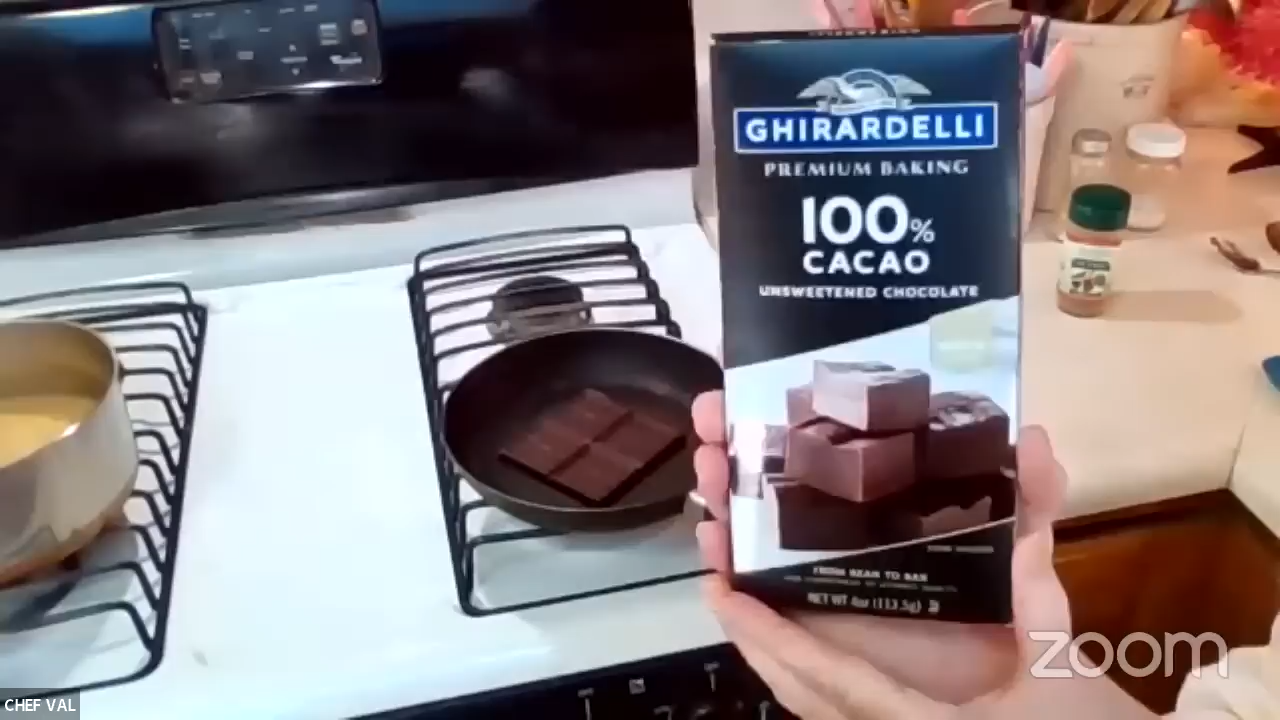 GHIRARDELLI
PREMIUM BAKING
100%
CACAO
UNSWEETENED CHOCOLATE
FROM BEAN TO BAR
NET WT 4oz (113.5g)
zoom
CHEF VAL